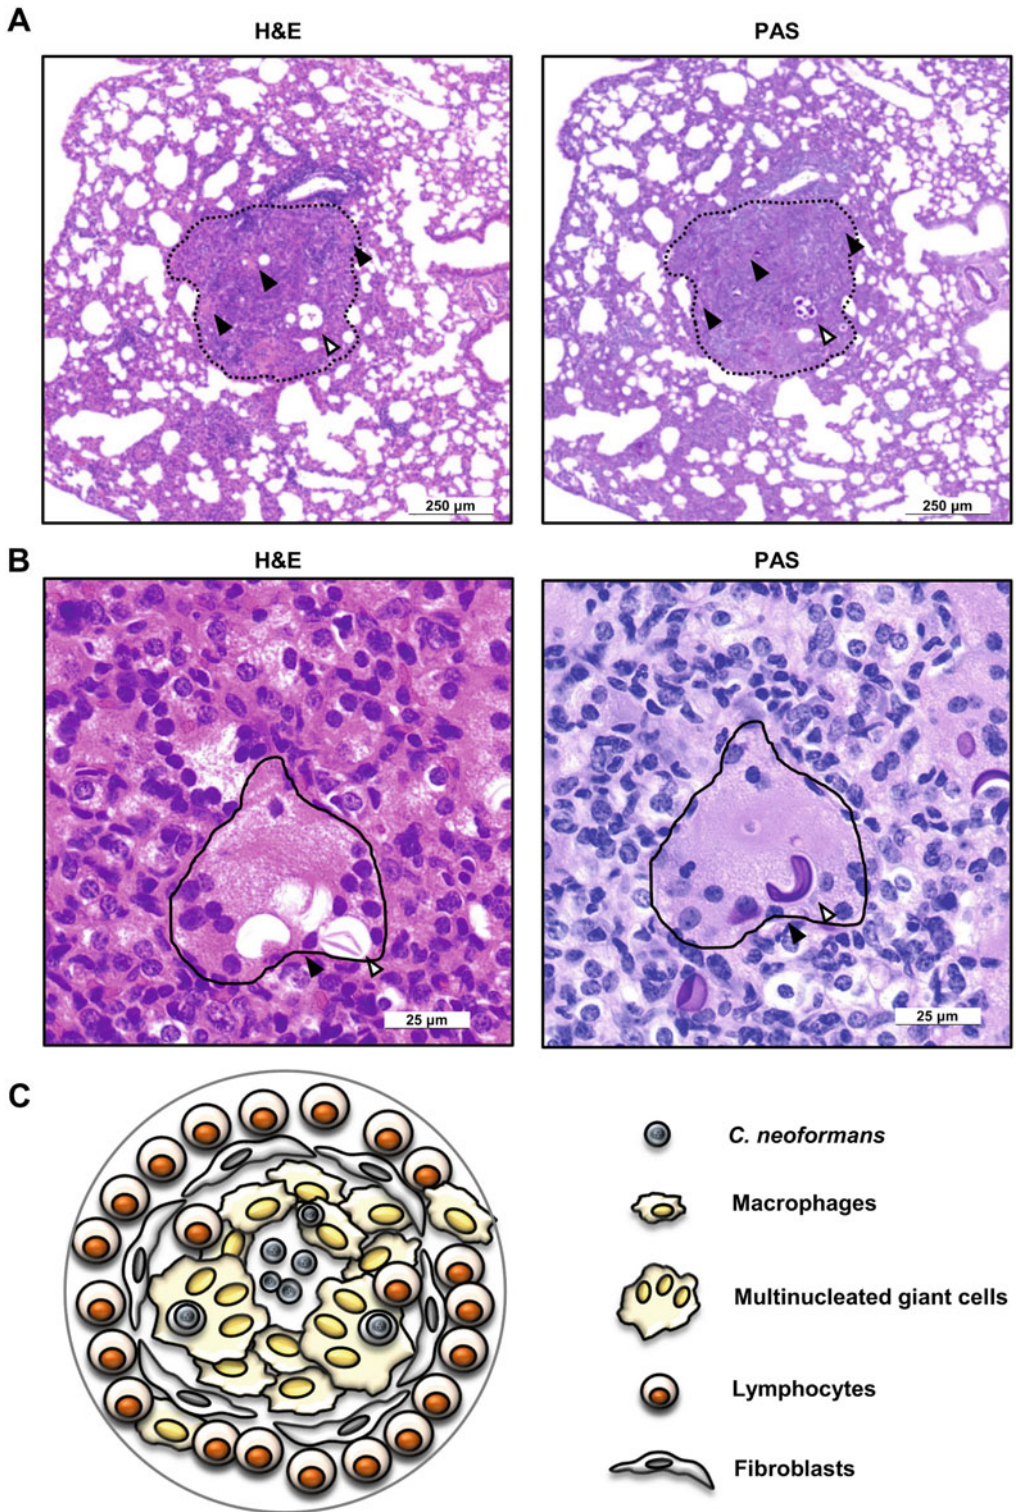 A
H&E
PAS
250 µm
250 µm
B
H&E
PAS
25 µm
25 µm
C
C. neoformans
Macrophages
Multinucleated giant cells
Lymphocytes
Fibroblasts